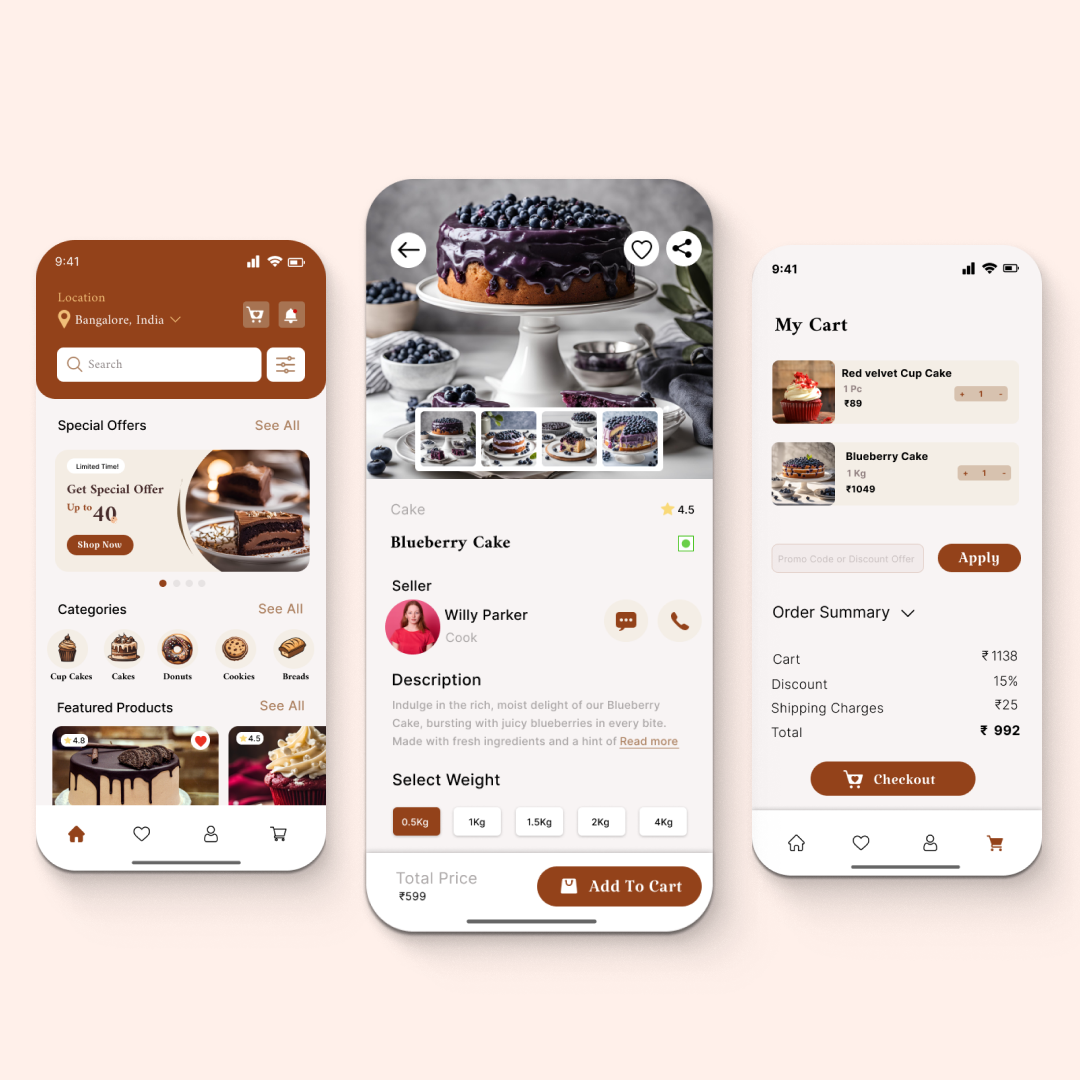 9:41
Location
Bangalore, India
Search
Special Offers See All
Limited Time!
Get Special Offer
Up to 40
Shop Now
Categories See All
Cup Cakes Cakes Donuts Cookies Breads
Featured Products See All
4.8 4.5
Cake 4.5
Blueberry Cake
Seller
Willy Parker
Cook
Description
Indulge in the rich, moist delight of our Blueberry
Cake, bursting with juicy blueberries in every bite.
Made with fresh ingredients and a hint of Read more
Select Weight
0.5Kg 1Kg 1.5Kg 2Kg 4Kg
Total Price
₹599
Add To Cart
9:41
My Cart
Red velvet Cup Cake
1 Pc
₹89
+ 1 -
Blueberry Cake
1 Kg
₹1049
+ 1 -
Promo Code or Discount Offer Apply
Order Summary
Cart ₹1138
Discount 15%
Shipping Charges ₹25
Total ₹ 992
Checkout